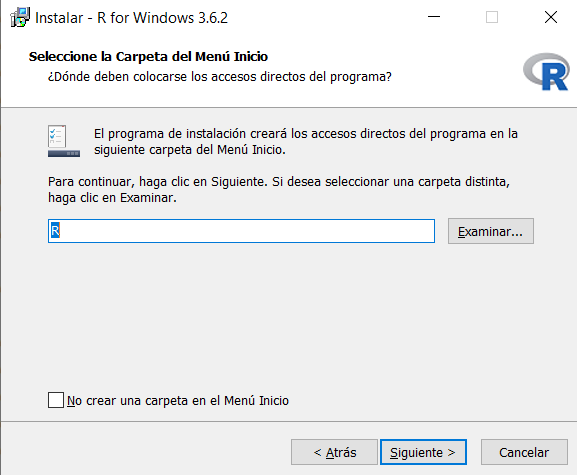 Instalar - R for Windows 3.6.2
Seleccione la Carpeta del Menú Inicio
¿Dónde deben colocarse los accesos directos del programa?
R
El programa de instalación creará los accesos directos del programa en la
siguiente carpeta del Menú Inicio.
Para continuar, haga clic en Siguiente. Si desea seleccionar una carpeta distinta,
haga clic en Examinar.
R
Examinar...
No crear una carpeta en el Menú Inicio
< Atrás
Siguiente >
Cancelar